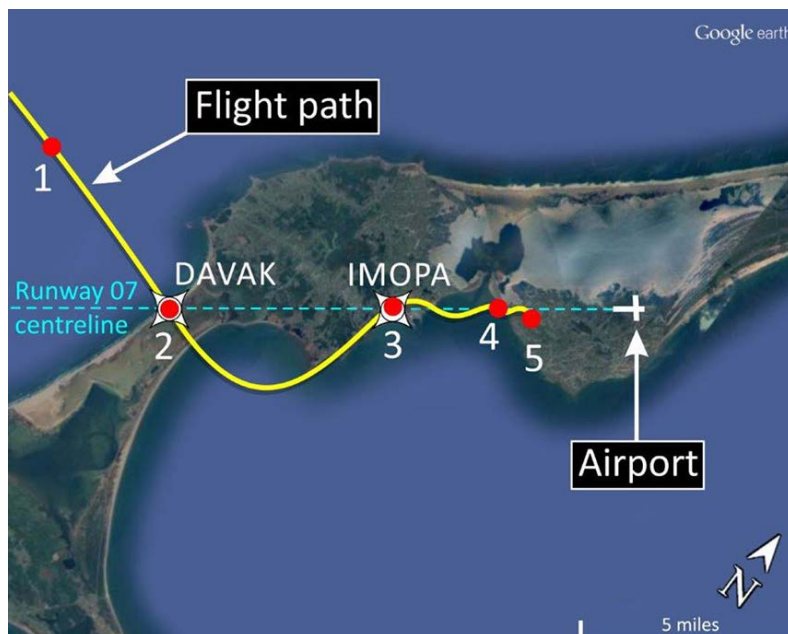 Google earth
Flight path
1
DAVAK
IMOPA
Runway 07
centreline
2
3
4
5
Airport
N
5 miles